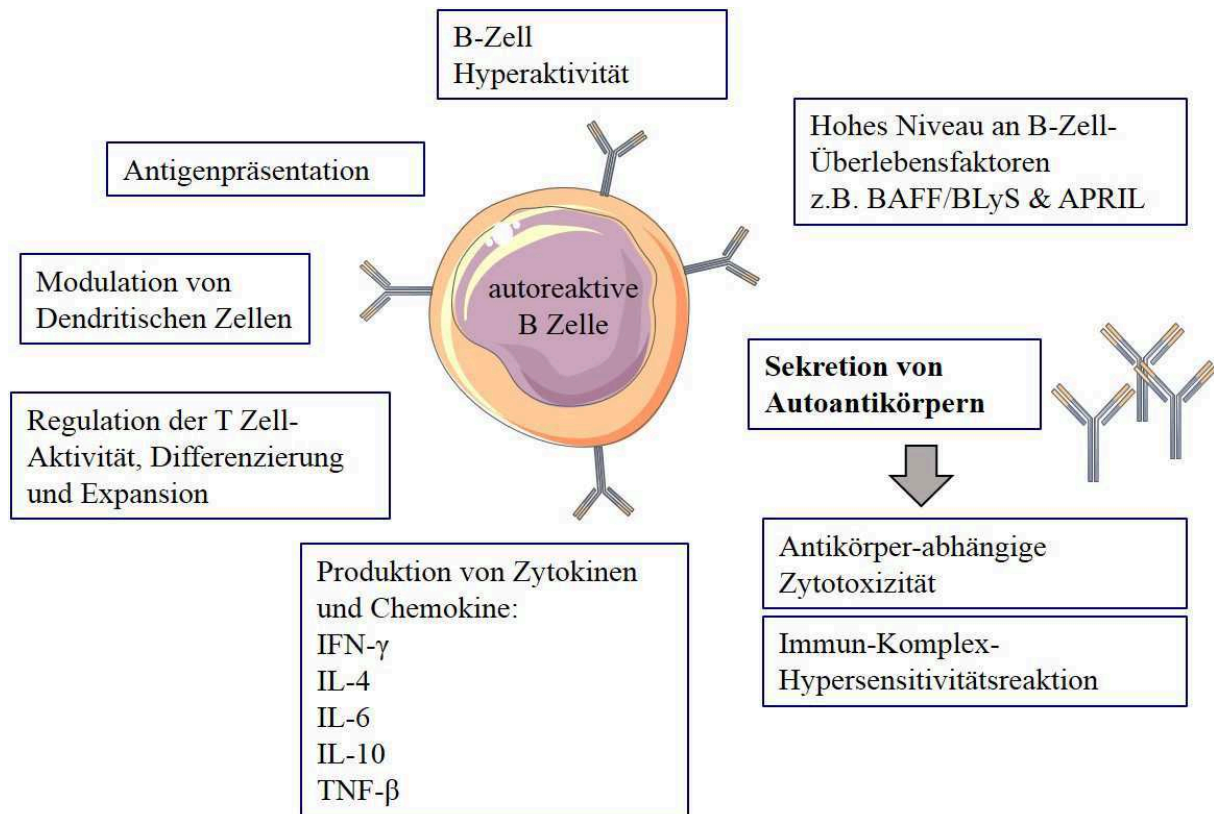 B-Zell
Hyperaktivität
Hohes Niveau an B-Zell-
Überlebensfaktoren
z.B. BAFF/BLyS & APRIL
Antigenpräsentation
Modulation von
Dendritischen Zellen
autoreaktive
B Zelle
Sekretion von
Autoantikörpern
Regulation der T Zell-
Aktivität, Differenzierung
und Expansion
Antikörper-abhängige
Zytotoxizität
Immun-Komplex-
Hypersensitivitätsreaktion
Produktion von Zytokinen
und Chemokine:
IFN-γ
IL-4
IL-6
IL-10
TNF-β